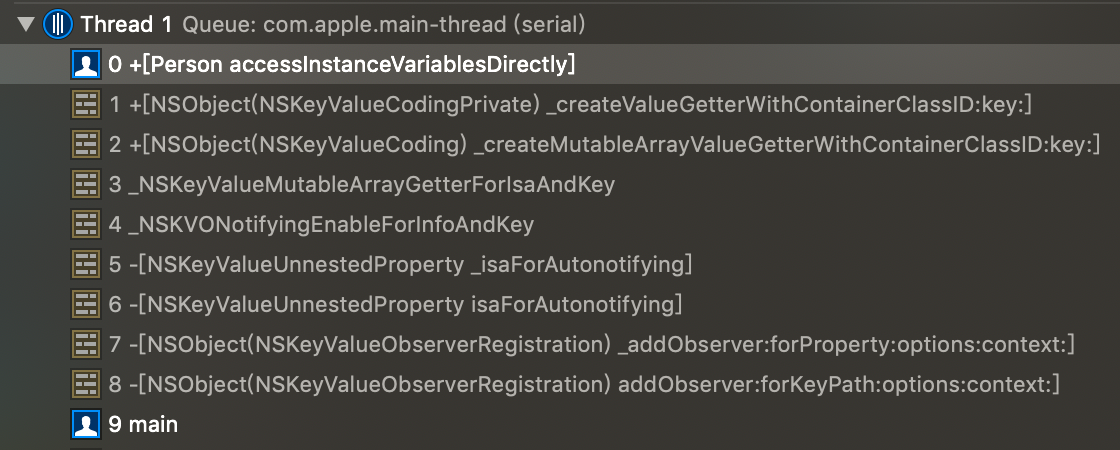 Thread 1 Queue: com.apple.main-thread (serial)
0 +[Person accessInstanceVariablesDirectly]
1 +[NSObject(NSKeyValueCodingPrivate) _createValueGetterWithContainerClassID:key:]
2 +[NSObject(NSKeyValueCoding) _createMutableArrayValueGetterWithContainerClassID:key:]
3 _NSKeyValueMutableArrayGetterForIsaAndKey
4 _NSKVONotifyingEnableForInfoAndKey
5 -[NSKeyValueUnnestedProperty _isaForAutonotifying]
6 -[NSKeyValueUnnestedProperty isaForAutonotifying]
7 -[NSObject(NSKeyValueObserverRegistration) _addObserver:forProperty:options:context:]
8 -[NSObject(NSKeyValueObserverRegistration) addObserver:forKeyPath:options:context:]
9 main